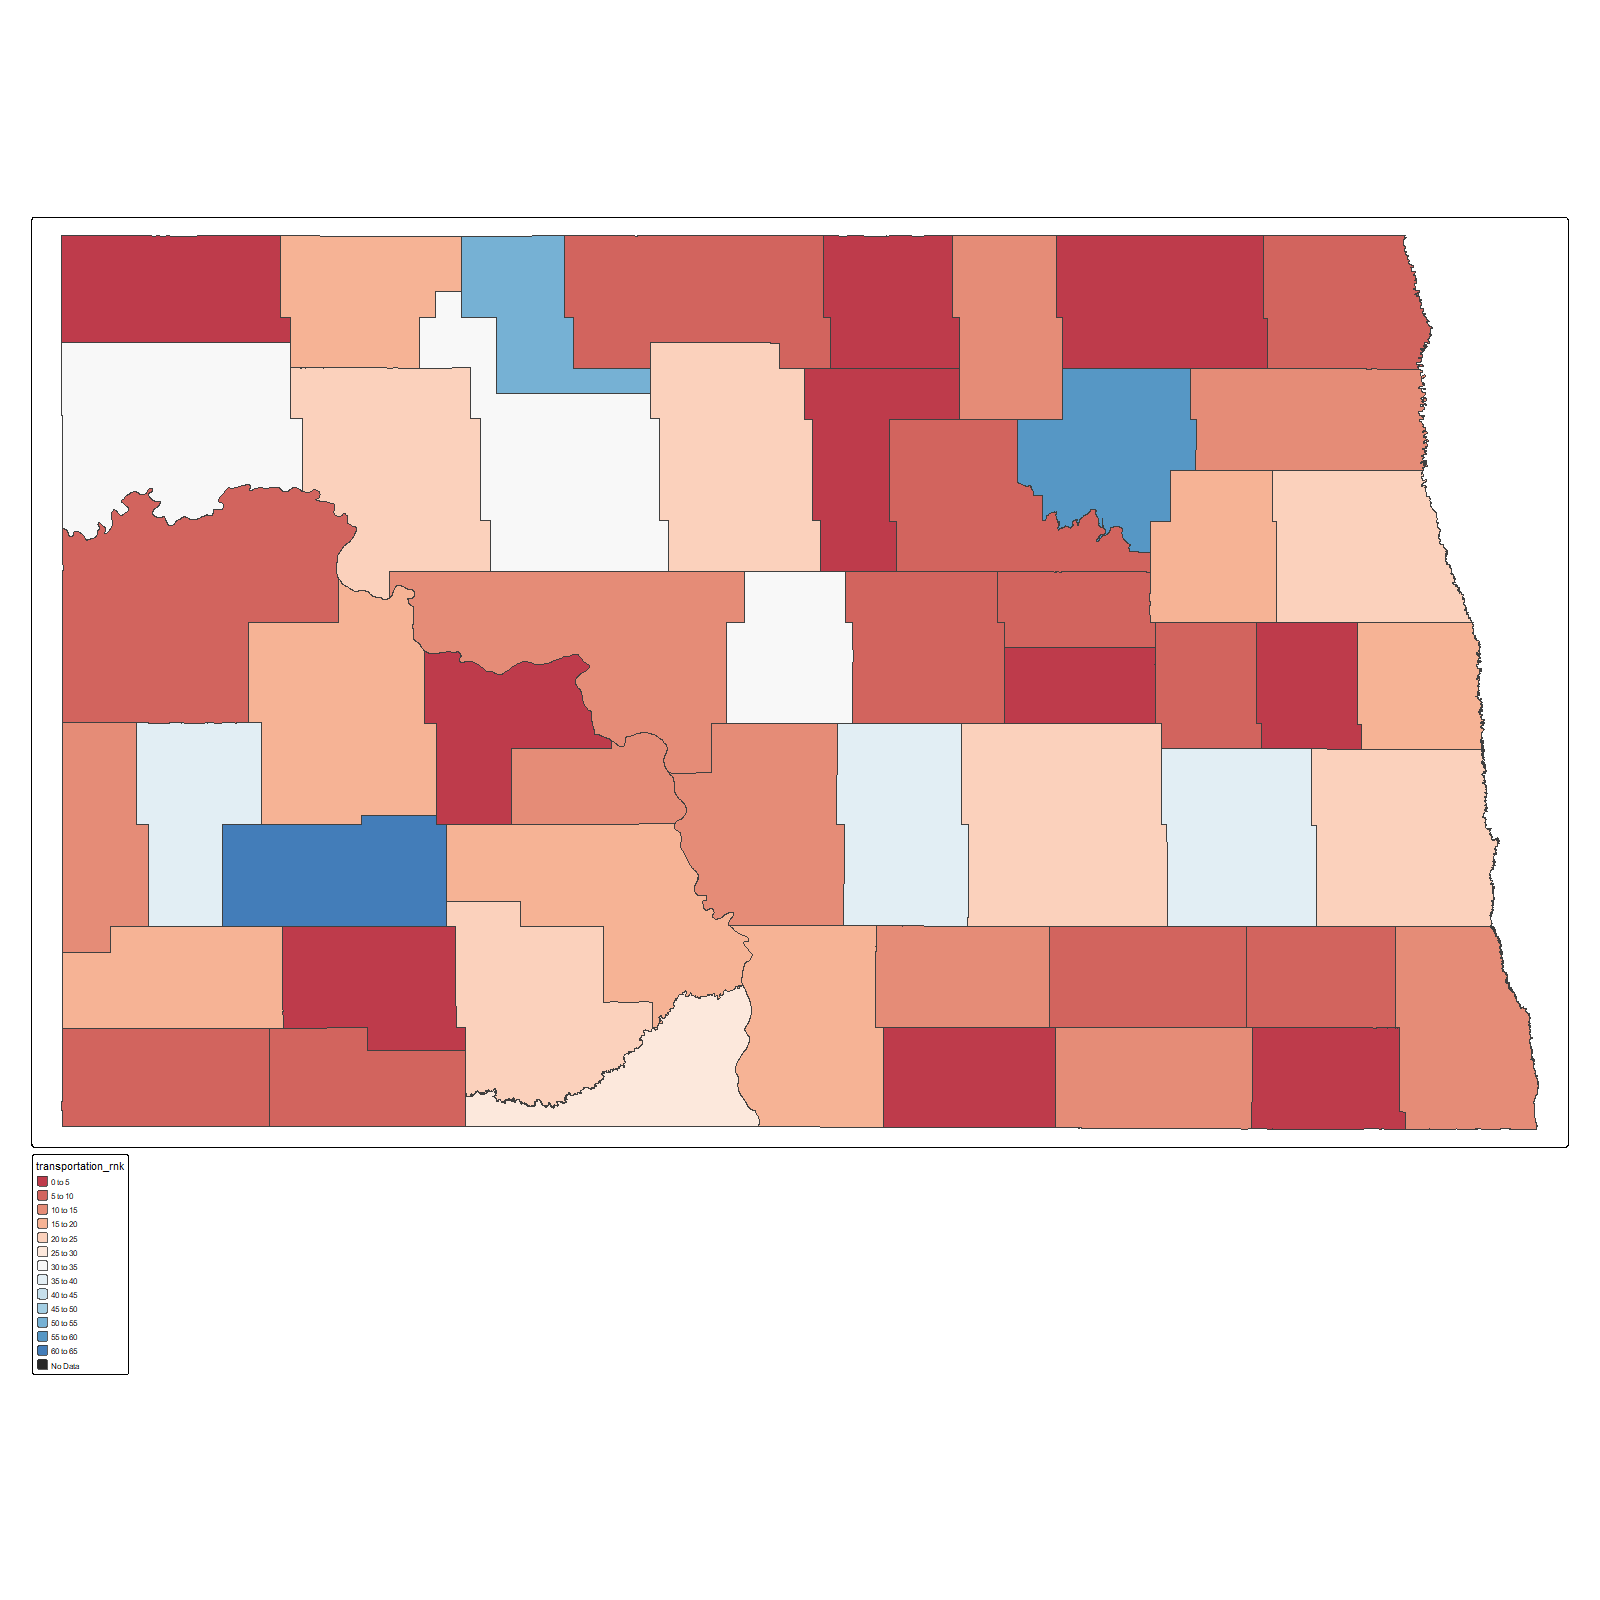 transportation_rnk
0 to 5
5 to 10
10 to 15
15 to 20
20 to 25
25 to 30
30 to 35
35 to 40
40 to 45
45 to 50
50 to 55
55 to 60
60 to 65
No Data